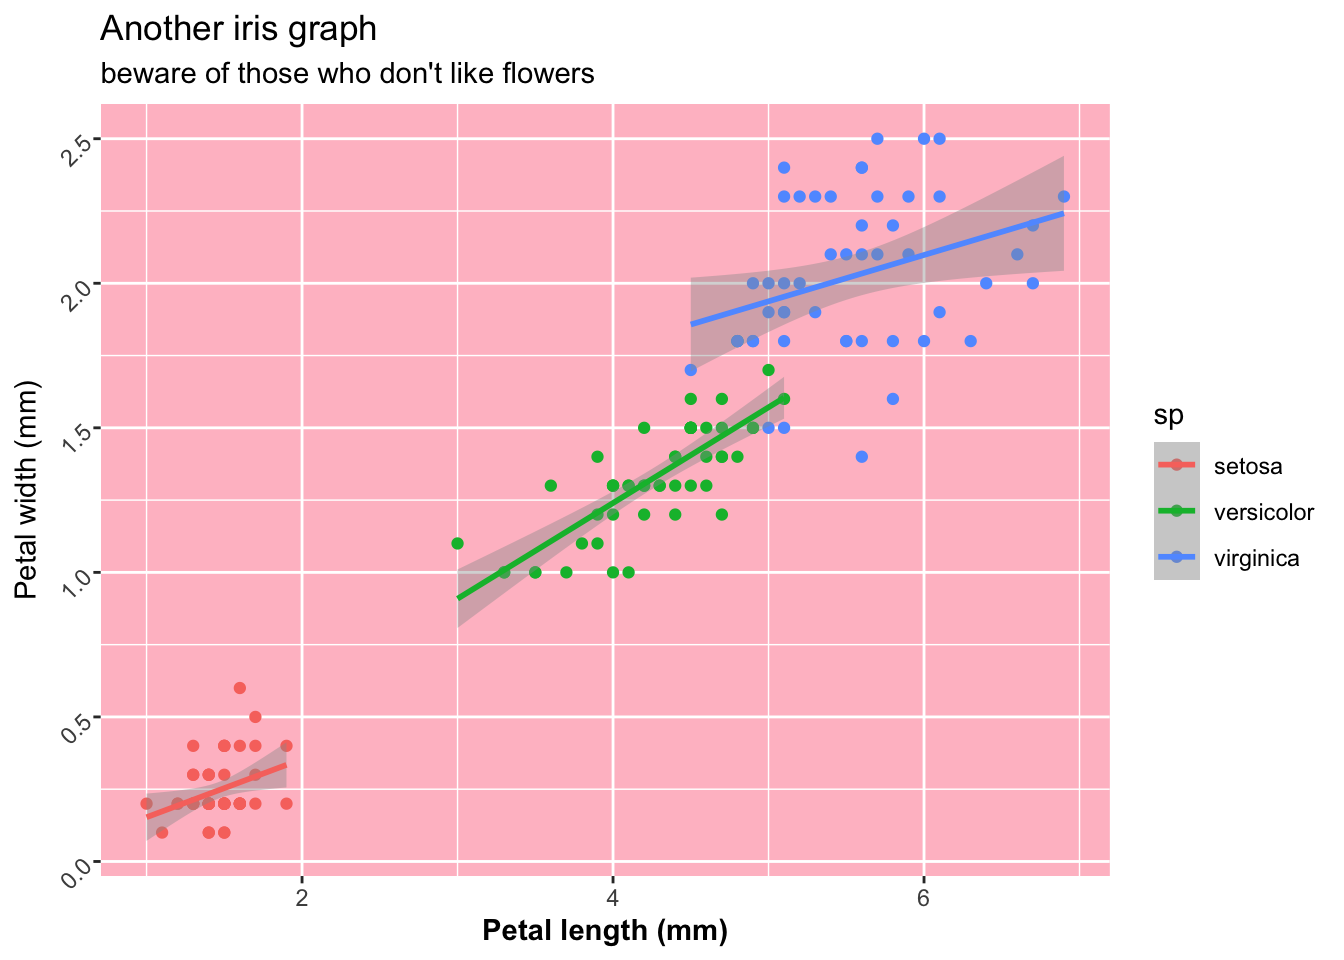 Another iris graph
beware of those who don't like flowers
2.5
2.0
1.5
1.0
0.5
0.0
Petal width (mm)
2 4 6
Petal length (mm)
sp
setosa
versicolor
virginica